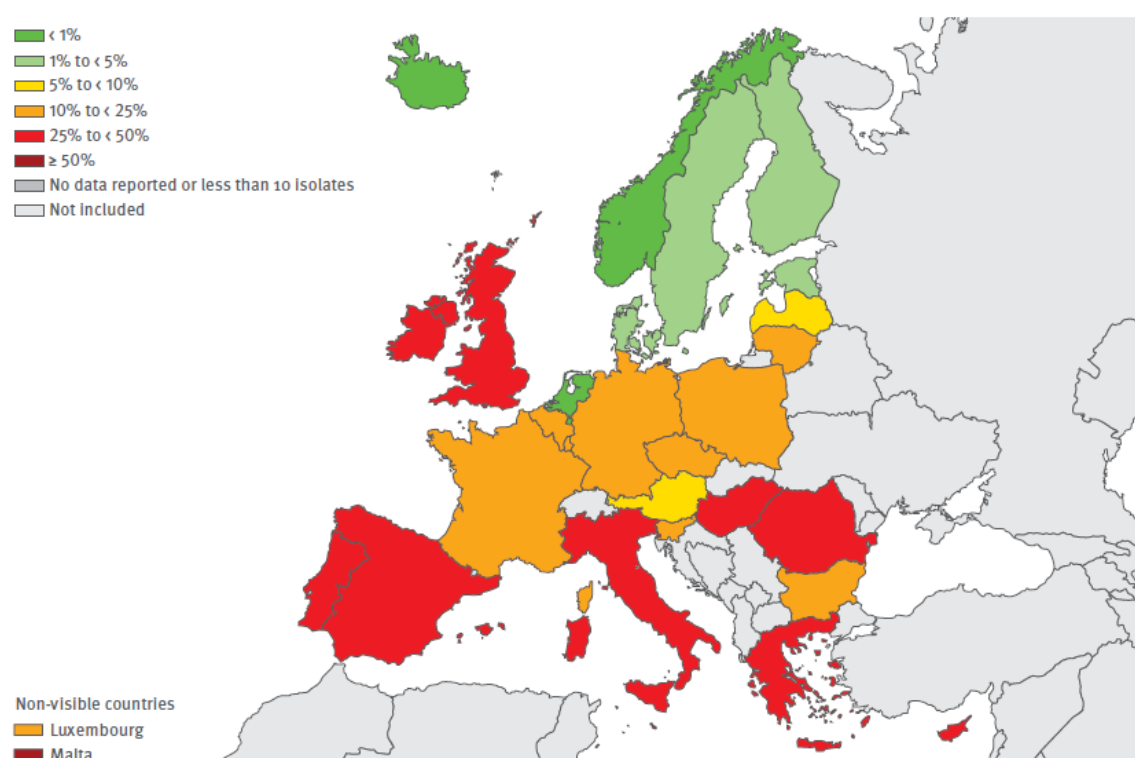 < 1%
1% to < 5%
5% to < 10%
10% to < 25%
25% to < 50%
≥ 50%
No data reported or less than 10 isolates
Not included
Non-visible countries
Luxembourg
Malta